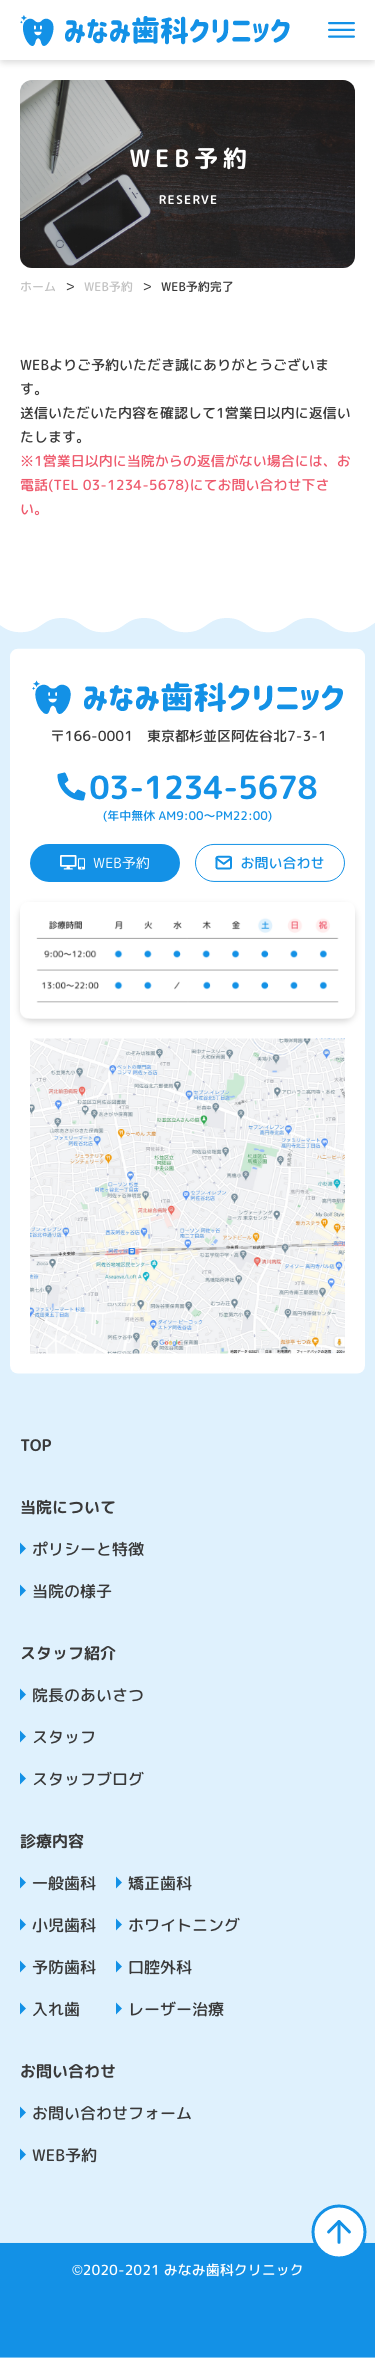 みなみ歯科クリニック
WEB予約
RESERVE
ホーム > WEB予約 > WEB予約完了
WEBよりご予約いただき誠にありがとうございま
す。
送信いただいた内容を確認して1営業日以内に返信い
たします。
※1営業日以内に当院からの返信がない場合には、お
電話(TEL 03-1234-5678)にてお問い合わせ下さ
い。
みなみ歯科クリニック
〒166-0001 東京都杉並区阿佐谷北7-3-1
03-1234-5678
(年中無休 AM9:00〜PM22:00)
WEB予約 お問い合わせ
診療時間 月 火 水 木 金 土 日 祝
9:00〜12:00 ● ● ● ● ● ● ● ●
13:00〜22:00 ● ● / ● ● ● ● ●
Google
TOP
当院について
ポリシーと特徴
当院の様子
スタッフ紹介
院長のあいさつ
スタッフ
スタッフブログ
診療内容
一般歯科 矯正歯科
小児歯科 ホワイトニング
予防歯科 口腔外科
入れ歯 レーザー治療
お問い合わせ
お問い合わせフォーム
WEB予約
©2020-2021 みなみ歯科クリニック